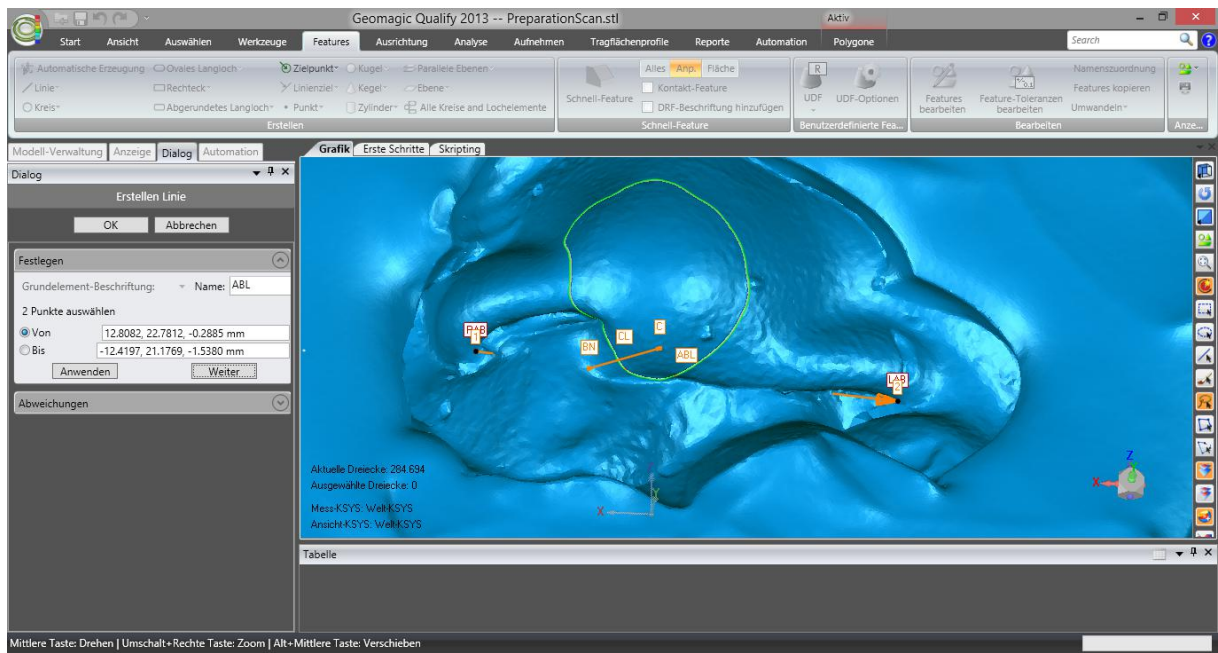 Geomagic Qualify 2013 -- PreparationScan.stl
Aktiv
Start Ansicht Auswählen Werkzeuge Features Ausrichtung Analyse Aufnehmen Tragflächenprofile Reporte Automation Polygone
Search
Automatische Erzeugung Ovales Langloch Zielpunkt Kugel Parallele Ebenen
Linie Rechteck Linienziel Kegel Ebene
Kreis Abgerundetes Langloch Punkt Zylinder Alle Kreise und Lochelemente
Erstellen
Schnell-Feature
Alles Anp. Fläche
Kontakt-Feature
DRF-Beschriftung hinzufügen
Schnell-Feature
UDF UDF-Optionen
Benutzerdefinierte Fea...
Features bearbeiten
Feature-Toleranzen bearbeiten
Namenszuordnung
Features kopieren
Umwandeln
Bearbeiten
Anze...
Modell-Verwaltung Anzeige Dialog Automation
Grafik Erste Schritte Skripting
Dialog
Erstellen Linie
OK Abbrechen
Festlegen
Grundelement-Beschriftung: Name: ABL
2 Punkte auswählen
Von 12.8082, 22.7812, -0.2885 mm
Bis -12.4197, 21.1769, -1.5380 mm
Anwenden Weiter
Abweichungen
1
BN
CL
C
ABL
2
Aktuelle Dreiecke: 284.694
Ausgewählte Dreiecke: 0
Mess-KSYS: Welt-KSYS
Ansicht-KSYS: Welt-KSYS
X
Z
X
Tabelle
Mittlere Taste: Drehen | Umschalt+Rechte Taste: Zoom | Alt+Mittlere Taste: Verschieben